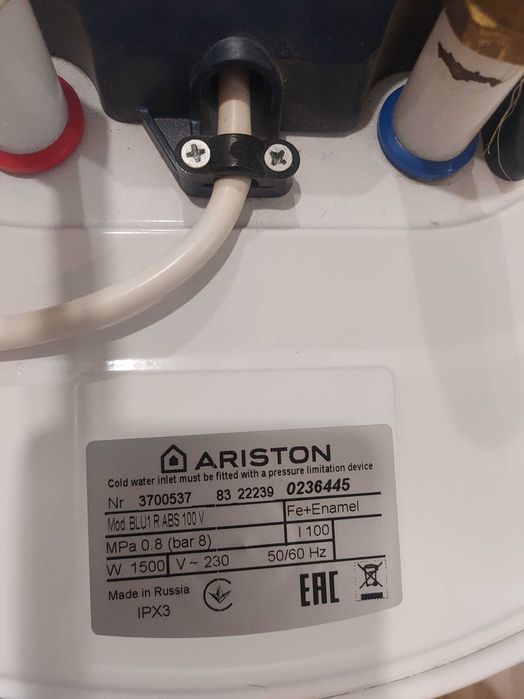 ARISTON
Cold water inlet must be fitted with a pressure limitation device
Nr 3700537 83 22239 0236445
Mod. BLU1 R ABS 100 V Fe+Enamel
MPa 0.8 (bar 8) l 100
W 1500 V ~ 230 50/60 Hz
Made in Russia
IPX3
EAC